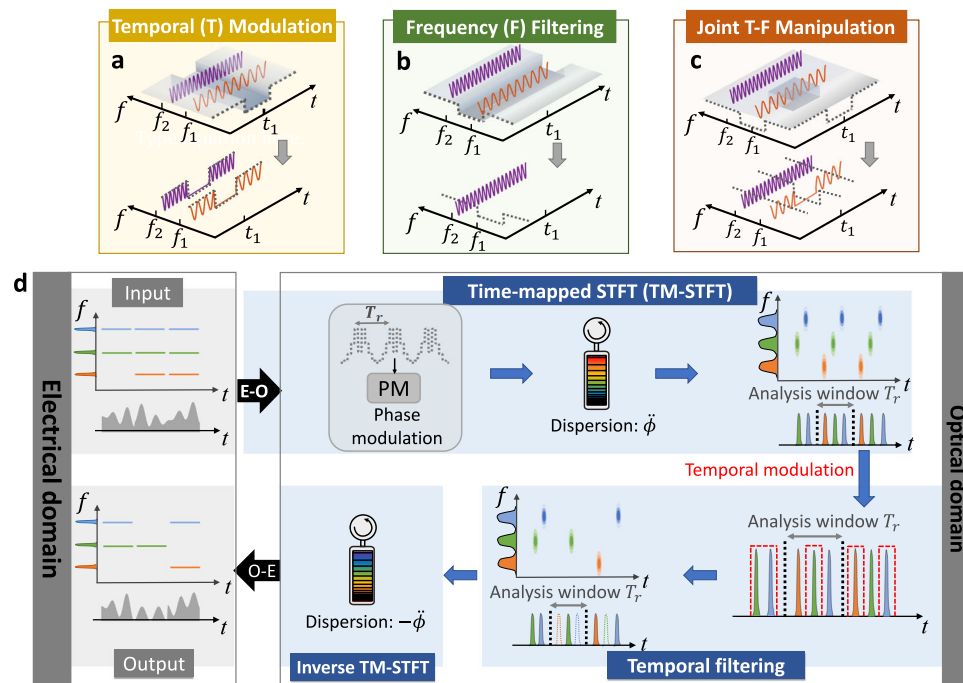 Temporal (T) Modulation
Frequency (F) Filtering
Joint T-F Manipulation
a
b
c
f
f₂
f₁
t₁
t
f
f₂
f₁
t₁
t
f
f₂
f₁
t₁
t
f
f₂
f₁
t₁
t
f
f₂
f₁
t₁
t
f
f₂
f₁
t₁
t
d
Electrical domain
Input
f
t
t
E-O
Time-mapped STFT (TM-STFT)
Tᵣ
PM
Phase
modulation
Dispersion: ϕ̈
f
t
Analysis window Tᵣ
t
Optical domain
Temporal modulation
Analysis window Tᵣ
t
Temporal filtering
f
t
Analysis window Tᵣ
t
Dispersion: −ϕ̈
Inverse TM-STFT
O-E
f
t
t
Output